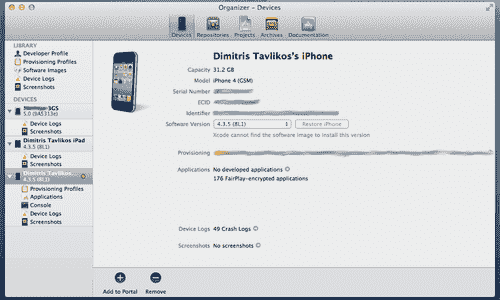 Organizer – Devices
Devices Repositories Projects Archives Documentation
LIBRARY
Developer Profile
Provisioning Profiles
Software Images
Device Logs
Screenshots
DEVICES
3GS
5.0 (9A5313e)
Device Logs
Screenshots
Dimitris Tavlikos iPad
4.3.5 (8L1)
Device Logs
Screenshots
Dimitris Tavlikos...
4.3.5 (8L1)
Provisioning Profiles
Applications
Console
Device Logs
Screenshots
Dimitris Tavlikos's iPhone
Capacity 31.2 GB
Model iPhone 4 (GSM)
Serial Number
ECID
Identifier
Software Version 4.3.5 (8L1) Restore iPhone
Xcode cannot find the software image to install this version
Provisioning
Applications No developed applications
176 FairPlay-encrypted applications
Device Logs 49 Crash Logs
Screenshots No screenshots
Add to Portal Remove